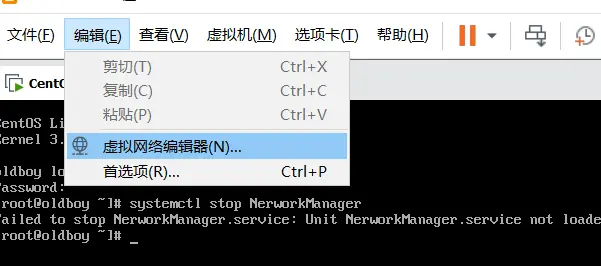 文件(F) 编辑(E) 查看(V) 虚拟机(M) 选项卡(T) 帮助(H)
剪切(T) Ctrl+X
CentO
复制(C) Ctrl+C
粘贴(P) Ctrl+V
CentOS Li
Kernel 3.
虚拟网络编辑器(N)...
oldboy lo
首选项(R)... Ctrl+P
Password:
[root@oldboy ~]# systemctl stop NerworkManager
Failed to stop NerworkManager.service: Unit NerworkManager.service not loade
[root@oldboy ~]# _